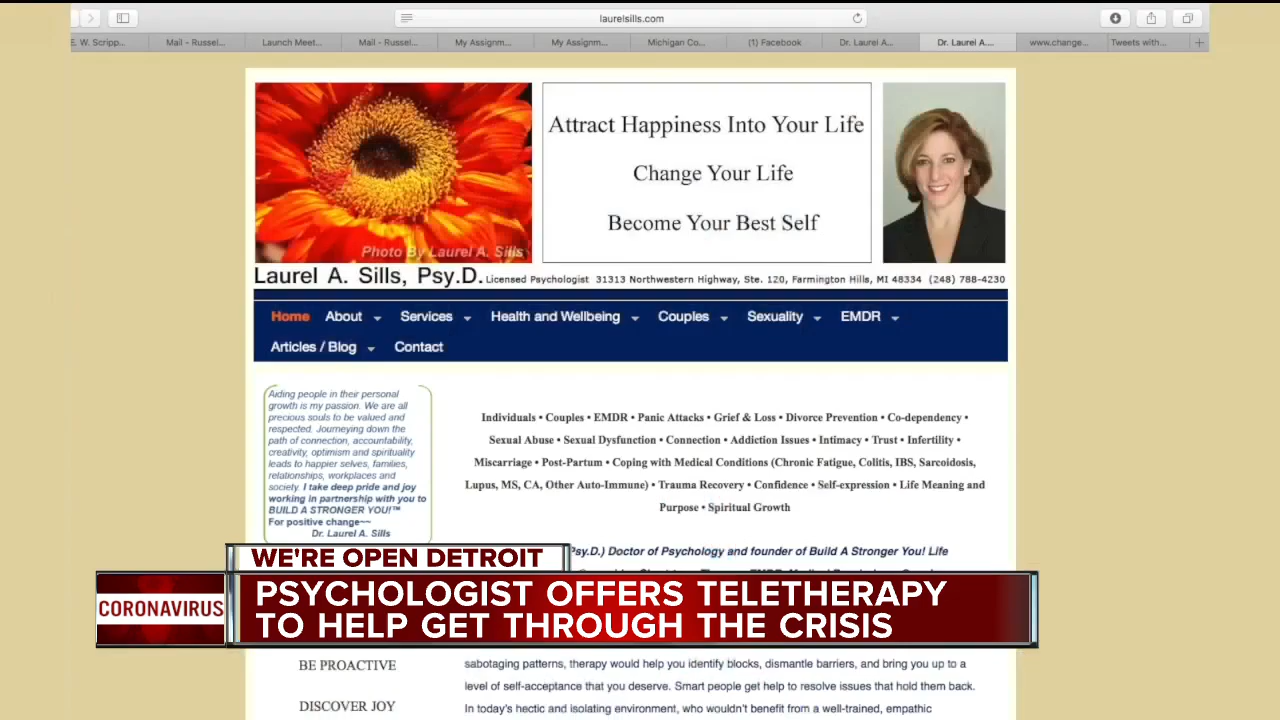 laurelsills.com
E. W. Scripp...
Mail – Russel...
Launch Meet...
Mail – Russel...
My Assignm...
My Assignm...
Michigan Co...
(1) Facebook
Dr. Laurel A...
Dr. Laurel A....
www.change...
Tweets with...
Attract Happiness Into Your Life
Change Your Life
Become Your Best Self
Photo By Laurel A. Sills
Laurel A. Sills, Psy.D. Licensed Psychologist 31313 Northwestern Highway, Ste. 120, Farmington Hills, MI 48334 (248) 788-4230
Home About Services Health and Wellbeing Couples Sexuality EMDR
Articles / Blog Contact
Aiding people in their personal
growth is my passion. We are all
precious souls to be valued and
respected. Journeying down the
path of connection, accountability,
creativity, optimism and spirituality
leads to happier selves, families,
relationships, workplaces and
society. I take deep pride and joy
working in partnership with you to
BUILD A STRONGER YOU!™
For positive change~~
Dr. Laurel A. Sills
Individuals • Couples • EMDR • Panic Attacks • Grief & Loss • Divorce Prevention • Co-dependency •
Sexual Abuse • Sexual Dysfunction • Connection • Addiction Issues • Intimacy • Trust • Infertility •
Miscarriage • Post-Partum • Coping with Medical Conditions (Chronic Fatigue, Colitis, IBS, Sarcoidosis,
Lupus, MS, CA, Other Auto-Immune) • Trauma Recovery • Confidence • Self-expression • Life Meaning and
Purpose • Spiritual Growth
Psy.D.) Doctor of Psychology and founder of Build A Stronger You! Life
WE'RE OPEN DETROIT
CORONAVIRUS
PSYCHOLOGIST OFFERS TELETHERAPY
TO HELP GET THROUGH THE CRISIS
BE PROACTIVE
DISCOVER JOY
sabotaging patterns, therapy would help you identify blocks, dismantle barriers, and bring you up to a
level of self-acceptance that you deserve. Smart people get help to resolve issues that hold them back.
In today's hectic and isolating environment, who wouldn't benefit from a well-trained, empathic